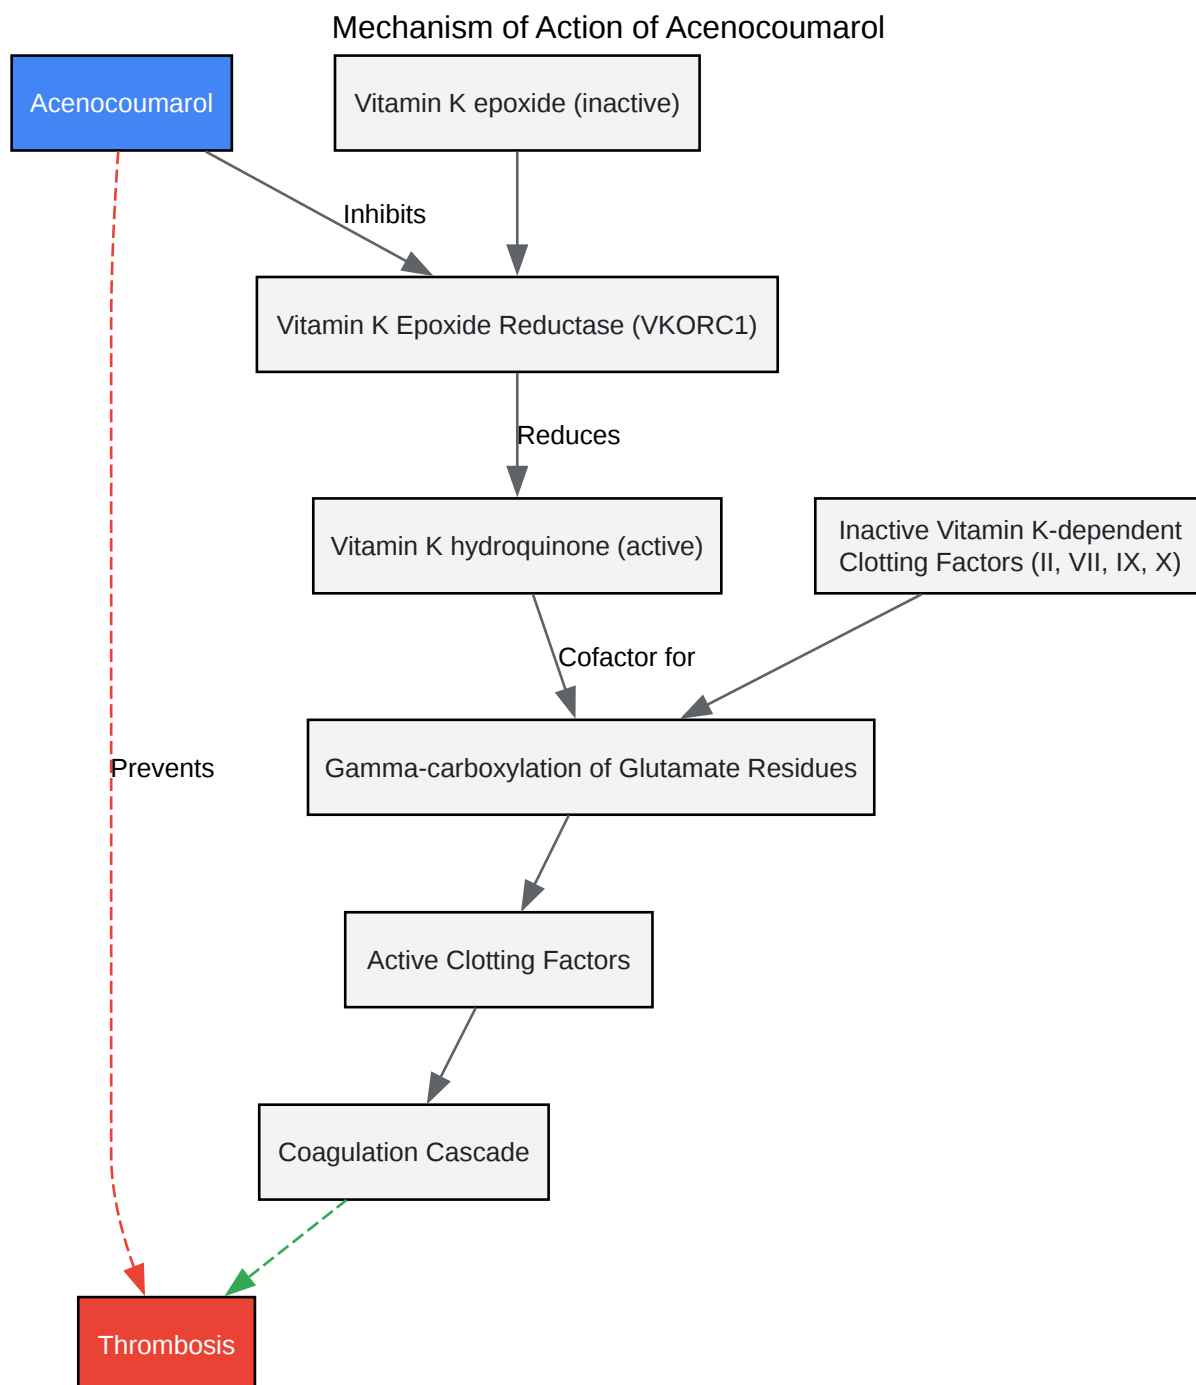 Mechanism of Action of Acenocoumarol
Acenocoumarol
Vitamin K epoxide (inactive)
Inhibits
Vitamin K Epoxide Reductase (VKORC1)
Reduces
Vitamin K hydroquinone (active)
Inactive Vitamin K-dependent
Clotting Factors (II, VII, IX, X)
Cofactor for
Gamma-carboxylation of Glutamate Residues
Prevents
Active Clotting Factors
Coagulation Cascade
Thrombosis